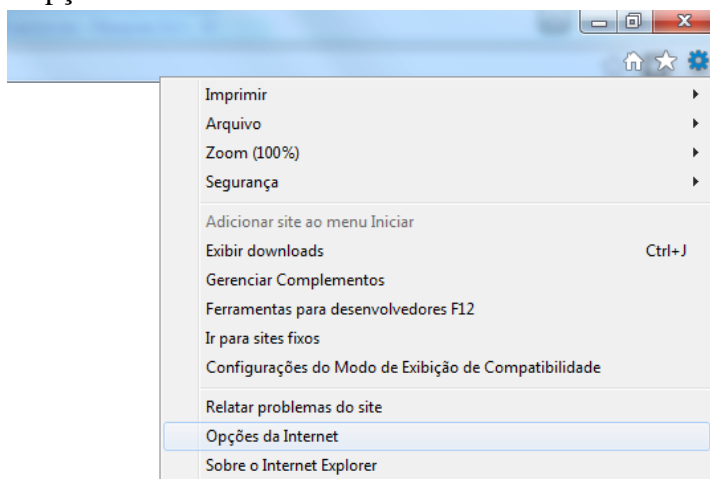 Imprimir
Arquivo
Zoom (100%)
Segurança
Adicionar site ao menu Iniciar
Exibir downloads Ctrl+J
Gerenciar Complementos
Ferramentas para desenvolvedores F12
Ir para sites fixos
Configurações do Modo de Exibição de Compatibilidade
Relatar problemas do site
Opções da Internet
Sobre o Internet Explorer